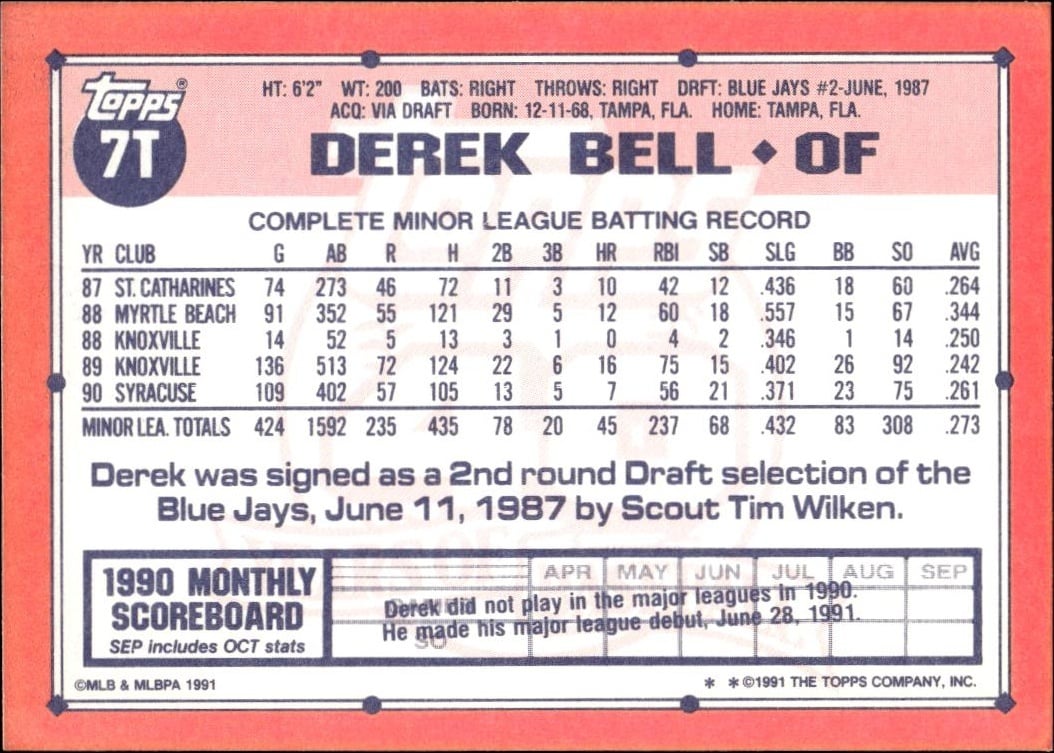 Topps®
7T
HT: 6'2" WT: 200 BATS: RIGHT THROWS: RIGHT DRFT: BLUE JAYS #2-JUNE, 1987
ACQ: VIA DRAFT BORN: 12-11-68, TAMPA, FLA. HOME: TAMPA, FLA.
DEREK BELL ◆ OF
COMPLETE MINOR LEAGUE BATTING RECORD
YR CLUB G AB R H 2B 3B HR RBI SB SLG BB SO AVG
87 ST. CATHARINES 74 273 46 72 11 3 10 42 12 .436 18 60 .264
88 MYRTLE BEACH 91 352 55 121 29 5 12 60 18 .557 15 67 .344
88 KNOXVILLE 14 52 5 13 3 1 0 4 2 .346 1 14 .250
89 KNOXVILLE 136 513 72 124 22 6 16 75 15 .402 26 92 .242
90 SYRACUSE 109 402 57 105 13 5 7 56 21 .371 23 75 .261
MINOR LEA. TOTALS 424 1592 235 435 78 20 45 237 68 .432 83 308 .273
Derek was signed as a 2nd round Draft selection of the
Blue Jays, June 11, 1987 by Scout Tim Wilken.
1990 MONTHLY
SCOREBOARD
SEP includes OCT stats
APR MAY JUN JUL AUG SEP
Derek did not play in the major leagues in 1990.
He made his major league debut, June 28, 1991.
SO
©MLB & MLBPA 1991
* * ©1991 THE TOPPS COMPANY, INC.